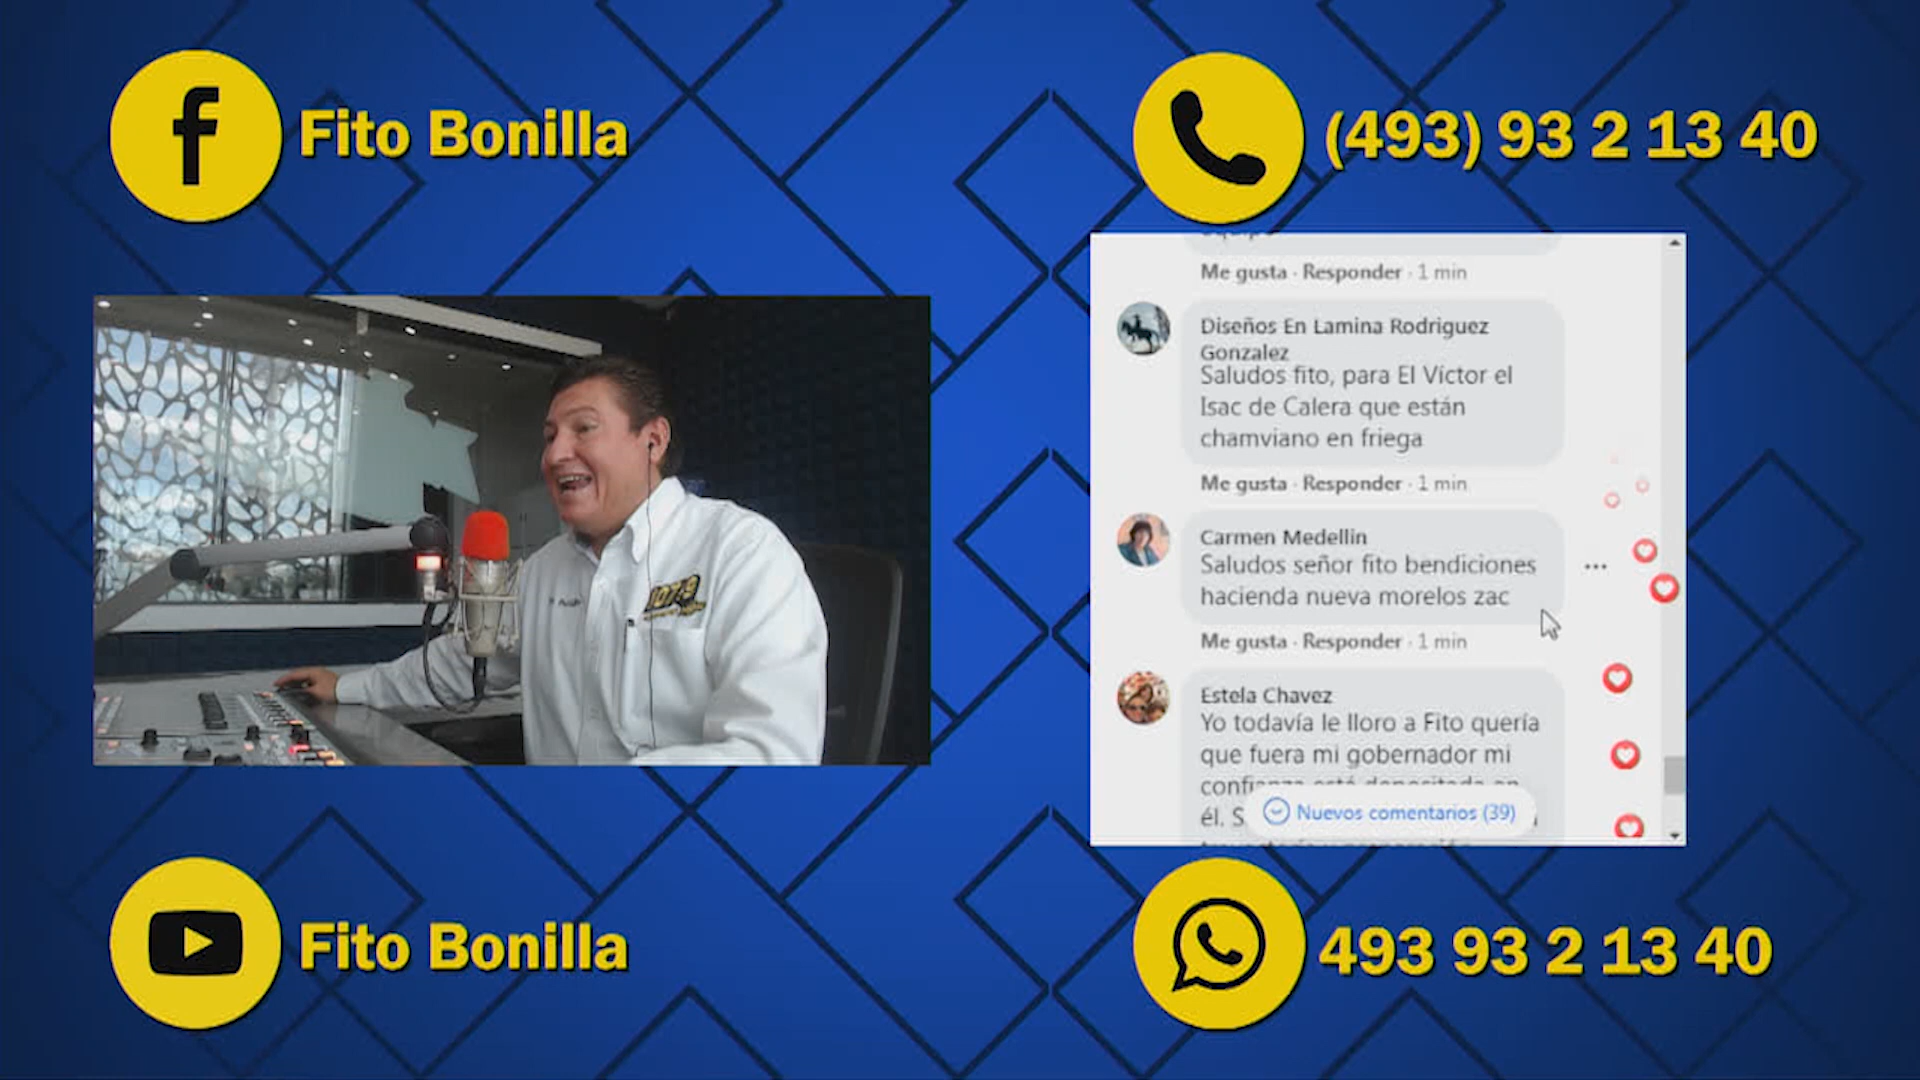 Fito Bonilla
(493) 93 2 13 40
Me gusta · Responder · 1 min
Diseños En Lamina Rodriguez
Gonzalez
Saludos fito, para El Víctor el
Isac de Calera que están
chamviano en friega
Me gusta · Responder · 1 min
Carmen Medellin
Saludos señor fito bendiciones
hacienda nueva morelos zac
Me gusta · Responder · 1 min
Estela Chavez
Yo todavía le lloro a Fito quería
que fuera mi gobernador mi
él. S
Nuevos comentarios (39)
107.9
Fito Bonilla
493 93 2 13 40